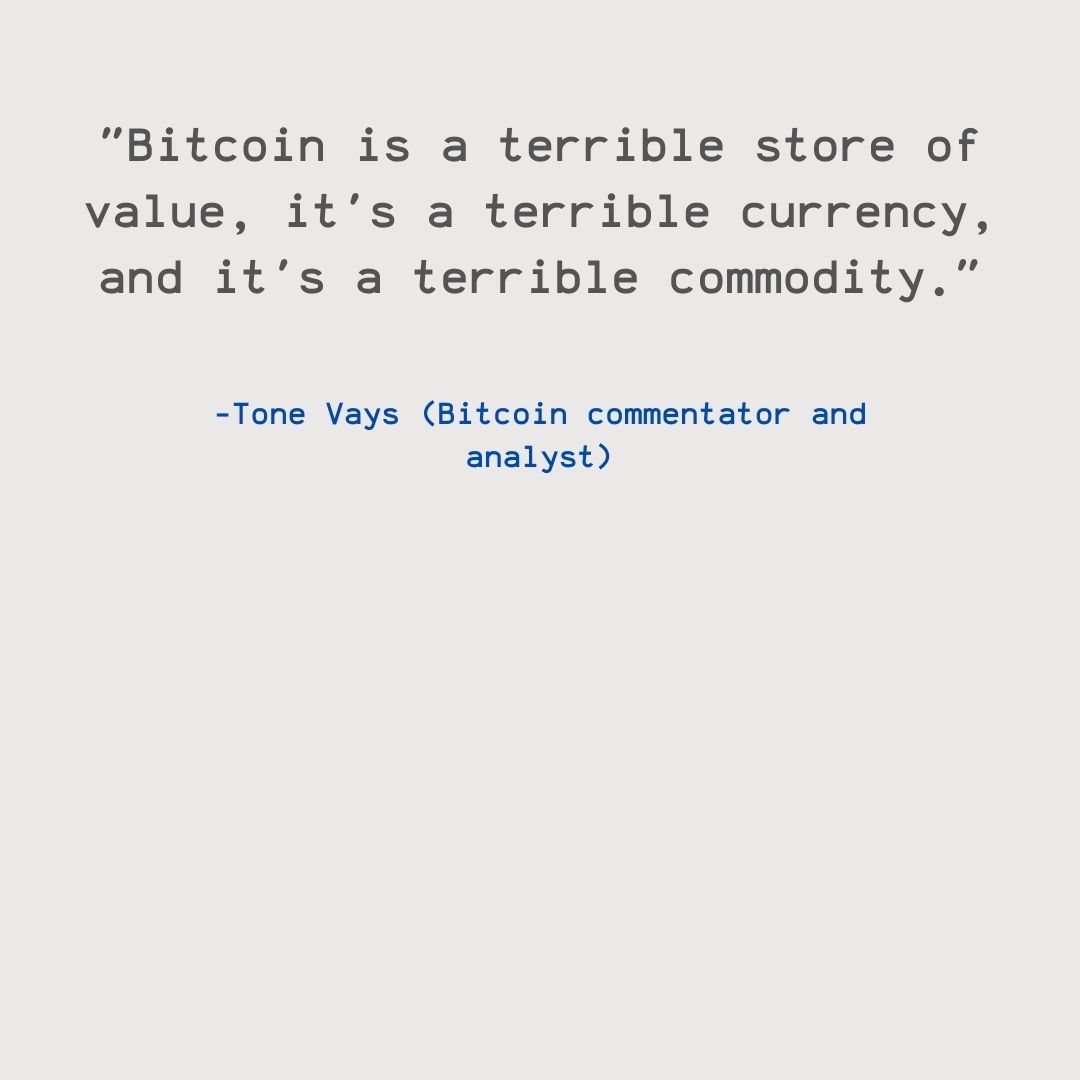 "Bitcoin is a terrible store of
value, it's a terrible currency,
and it's a terrible commodity."
-Tone Vays (Bitcoin commentator and
analyst)